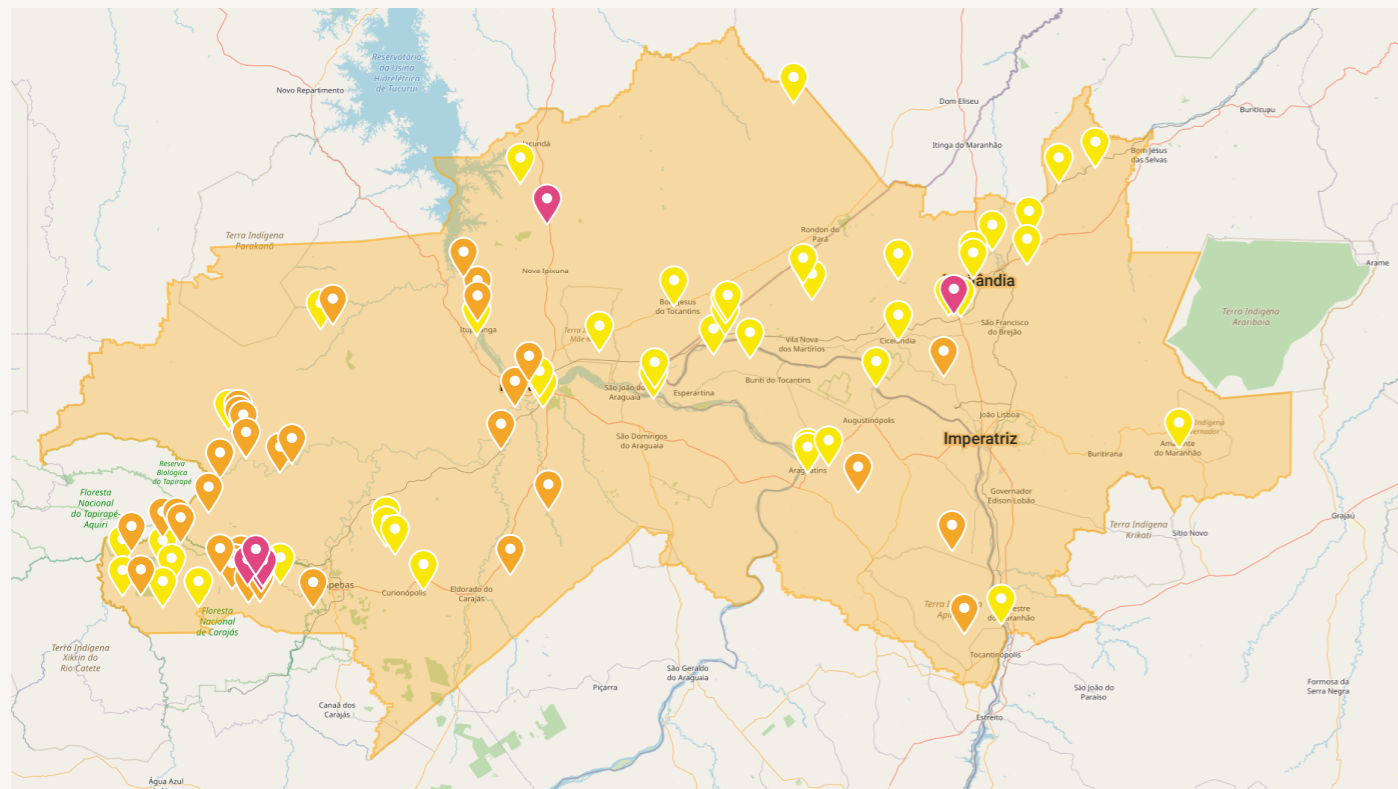 Reservatório
da Usina
Hidrelétrica
de Tucuruí
Novo Repartimento
Dom Eliseu
Buriticupu
Itinga do Maranhão
Bom Jesus
das Selvas
Terra Indígena
Parakanã
Rondon do
Pará
Arame
Nova Ipixuna
Bom Jesus
do Tocantins
Terra Indígena
Arariboia
São Francisco
do Brejão
Vila Nova
dos Martírios
São João do
Araguaia
Esperantina
Buriti do Tocantins
Augustinópolis
João Lisboa
Imperatriz
São Domingos
do Araguaia
Buritirana
do Maranhão
Reserva
Biológica
do Tapirapé
Floresta
Nacional
do Tapirapé-
Aquiri
Governador
Edison Lobão
Grajaú
Terra Indígena
Krikati
Sítio Novo
Curionópolis
Eldorado do
Carajás
Floresta
Nacional
de Carajás
Terra Indígena
Xikrin do
Rio Catete
Tocantinópolis
São Geraldo
do Araguaia
Piçarra
São João do
Paraíso
Formosa da
Serra Negra
Canaã dos
Carajás
Estreito
Água Azul